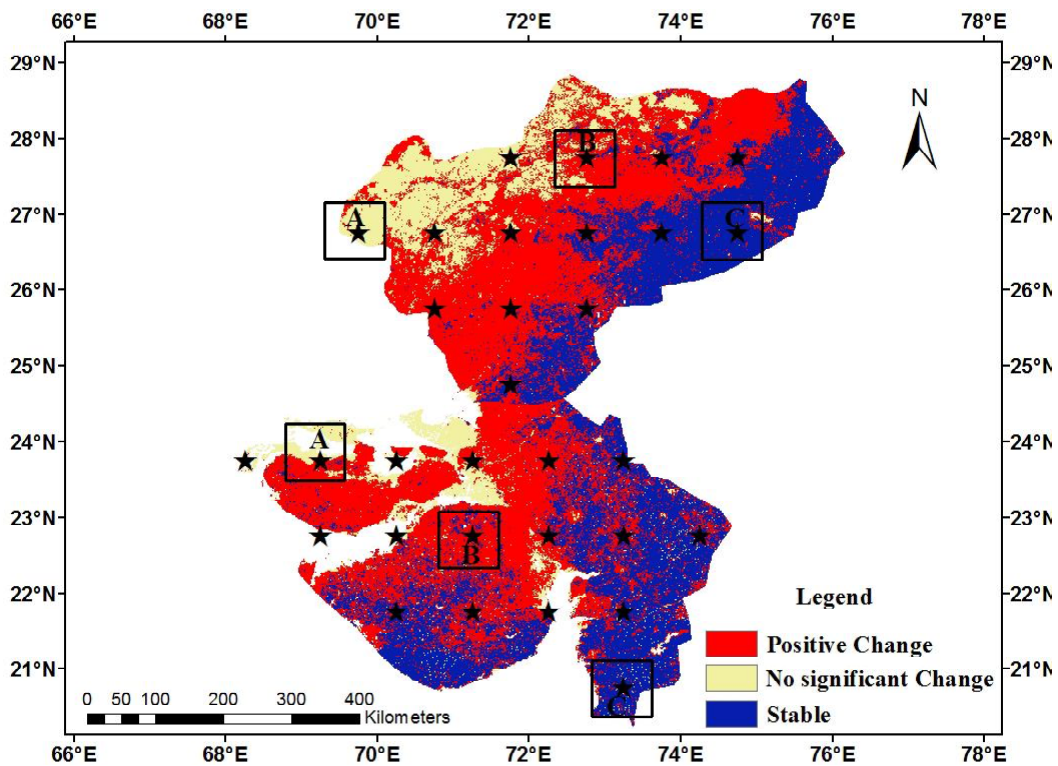 66°E 68°E 70°E 72°E 74°E 76°E 78°E
29°N 29°N
N
28°N B 28°N
27°N A C 27°N
26°N 26°N
25°N 25°N
24°N A 24°N
23°N 23°N
B
22°N Legend 22°N
Positive Change
21°N No significant Change 21°N
C
0 50 100 200 300 400
Kilometers
Stable
66°E 68°E 70°E 72°E 74°E 76°E 78°E